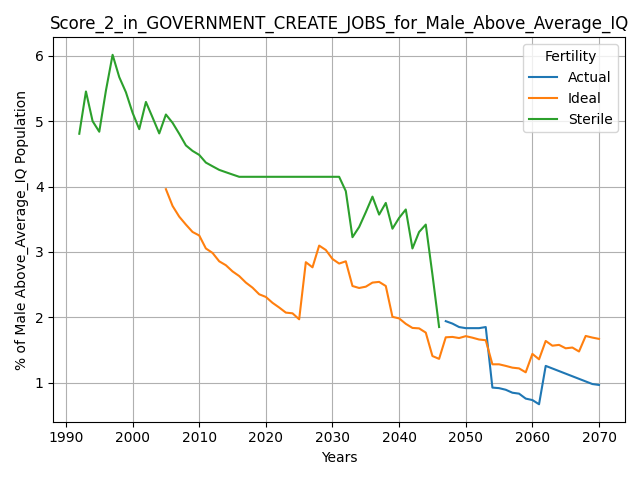 Score_2_in_GOVERNMENT_CREATE_JOBS_for_Male_Above_Average_IQ
% of Male Above_Average_IQ Population
6
5
4
3
2
1
Fertility
Actual
Ideal
Sterile
1990 2000 2010 2020 2030 2040 2050 2060 2070
Years